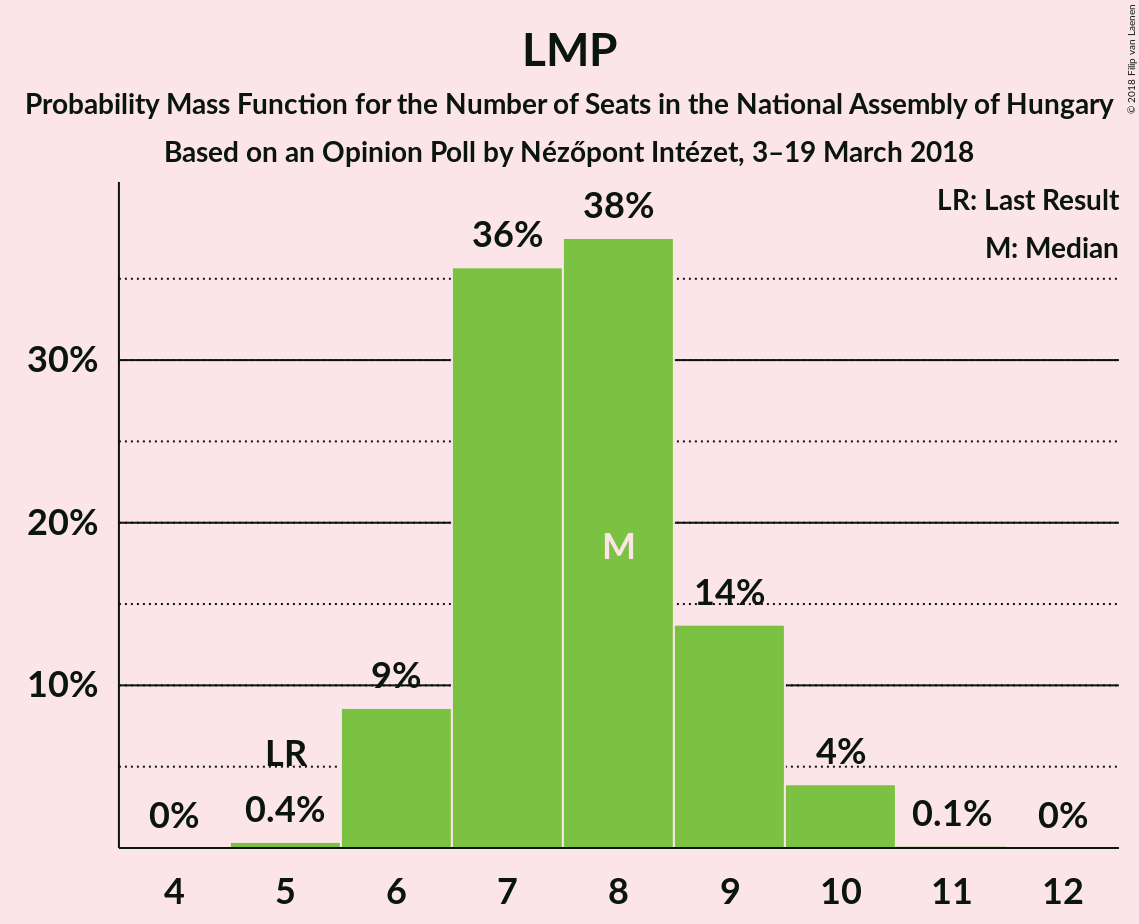 LMP
Probability Mass Function for the Number of Seats in the National Assembly of Hungary
Based on an Opinion Poll by Nézőpont Intézet, 3–19 March 2018
© 2018 Filip van Laenen
LR: Last Result
M: Median
38%
36%
30%
20%
M
14%
10%
9%
LR
4%
0%
0.4%
0.1%
0%
4 5 6 7 8 9 10 11 12